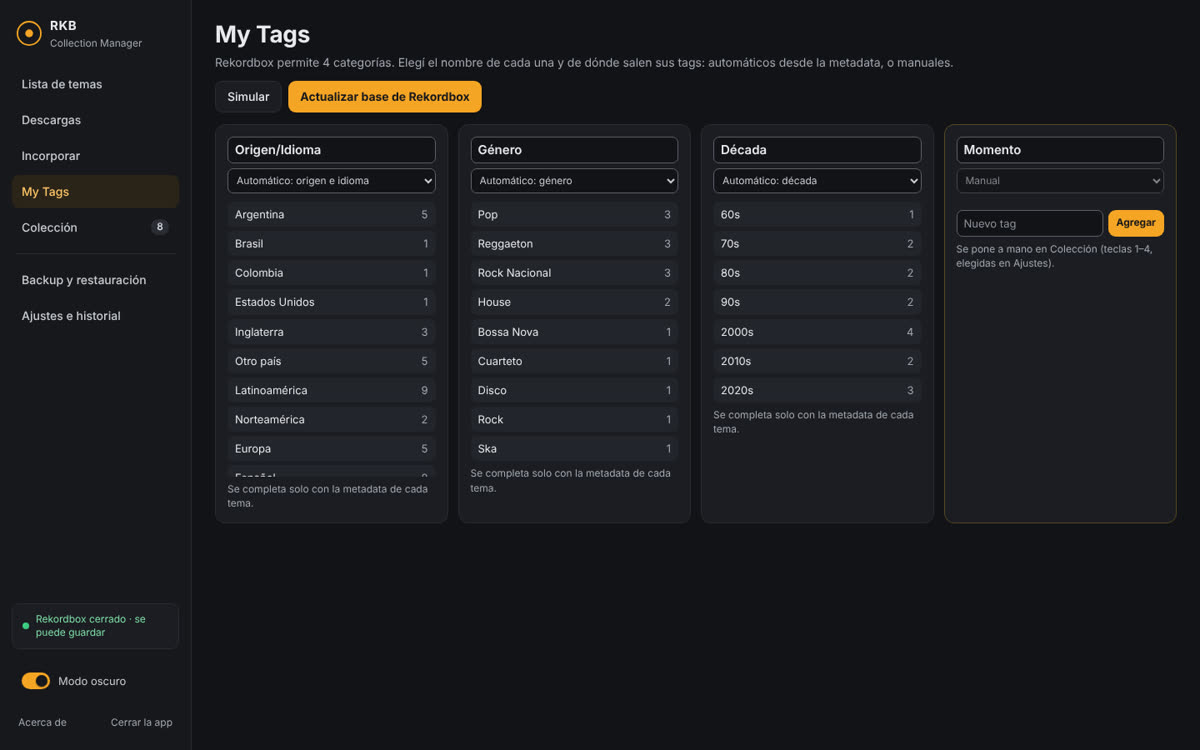 RKB
Collection Manager
Lista de temas
Descargas
Incorporar
My Tags
Colección 8
Backup y restauración
Ajustes e historial
Rekordbox cerrado · se
puede guardar
Modo oscuro
Acerca de
Cerrar la app
My Tags
Rekordbox permite 4 categorías. Elegí el nombre de cada una y de dónde salen sus tags: automáticos desde la metadata, o manuales.
Simular
Actualizar base de Rekordbox
Origen/Idioma
Automático: origen e idioma
Argentina 5
Brasil 1
Colombia 1
Estados Unidos 1
Inglaterra 3
Otro país 5
Latinoamérica 9
Norteamérica 2
Europa 5
Se completa solo con la metadata de cada
tema.
Género
Automático: género
Pop 3
Reggaeton 3
Rock Nacional 3
House 2
Bossa Nova 1
Cuarteto 1
Disco 1
Rock 1
Ska 1
Se completa solo con la metadata de cada
tema.
Década
Automático: década
60s 1
70s 2
80s 2
90s 2
2000s 4
2010s 2
2020s 3
Se completa solo con la metadata de cada
tema.
Momento
Manual
Nuevo tag
Agregar
Se pone a mano en Colección (teclas 1–4,
elegidas en Ajustes).